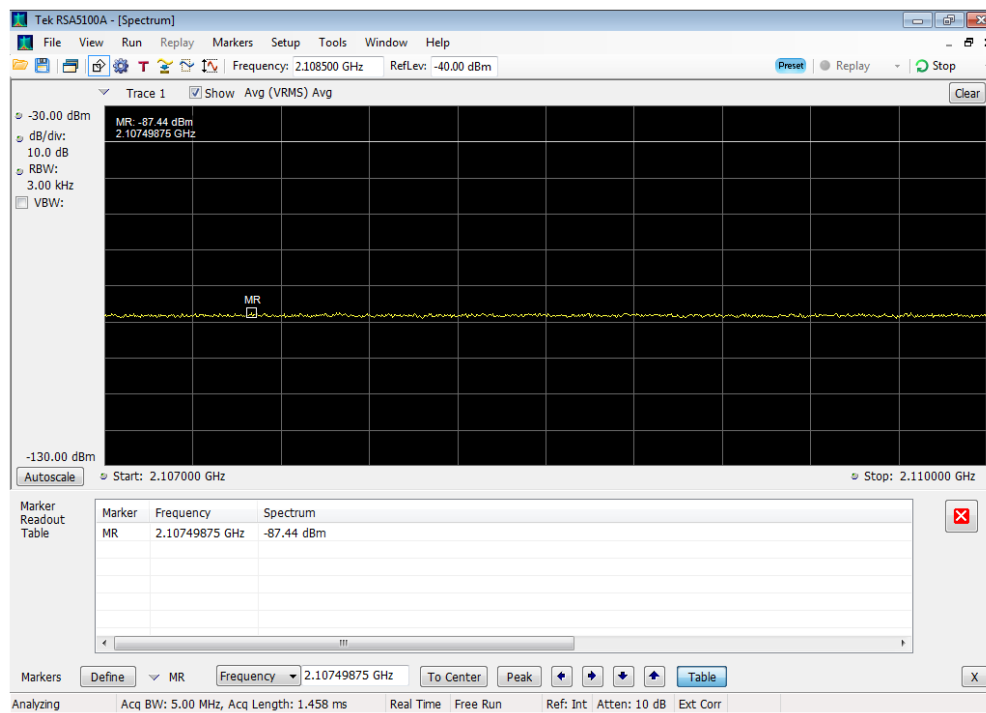 Tek RSA5100A - [Spectrum]
File View Run Replay Markers Setup Tools Window Help
T Frequency: 2.108500 GHz RefLev: -40.00 dBm Preset Replay Stop
Trace 1 Show Avg (VRMS) Avg Clear
-30.00 dBm
dB/div:
10.0 dB
RBW:
3.00 kHz
VBW:
MR: -87.44 dBm
2.10749875 GHz
MR
-130.00 dBm
Autoscale Start: 2.107000 GHz Stop: 2.110000 GHz
Marker
Readout
Table
Marker Frequency Spectrum
MR 2.10749875 GHz -87.44 dBm
Markers Define MR Frequency 2.10749875 GHz To Center Peak Table X
Analyzing Acq BW: 5.00 MHz, Acq Length: 1.458 ms Real Time Free Run Ref: Int Atten: 10 dB Ext Corr